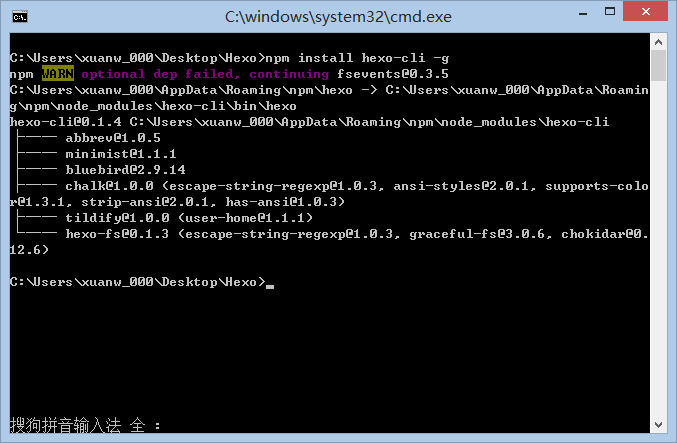 C:\windows\system32\cmd.exe
C:\Users\xuanw_000\Desktop\Hexo>npm install hexo-cli -g
npm WARN optional dep failed, continuing fsevents@0.3.5
C:\Users\xuanw_000\AppData\Roaming\npm\hexo -> C:\Users\xuanw_000\AppData\Roamin
g\npm\node_modules\hexo-cli\bin\hexo
hexo-cli@0.1.4 C:\Users\xuanw_000\AppData\Roaming\npm\node_modules\hexo-cli
├── abbrev@1.0.5
├── minimist@1.1.1
├── bluebird@2.9.14
├── chalk@1.0.0 (escape-string-regexp@1.0.3, ansi-styles@2.0.1, supports-colo
r@1.3.1, strip-ansi@2.0.1, has-ansi@1.0.3)
├── tildify@1.0.0 (user-home@1.1.1)
└── hexo-fs@0.1.3 (escape-string-regexp@1.0.3, graceful-fs@3.0.6, chokidar@0.
12.6)
C:\Users\xuanw_000\Desktop\Hexo>
搜狗拼音输入法 全 :